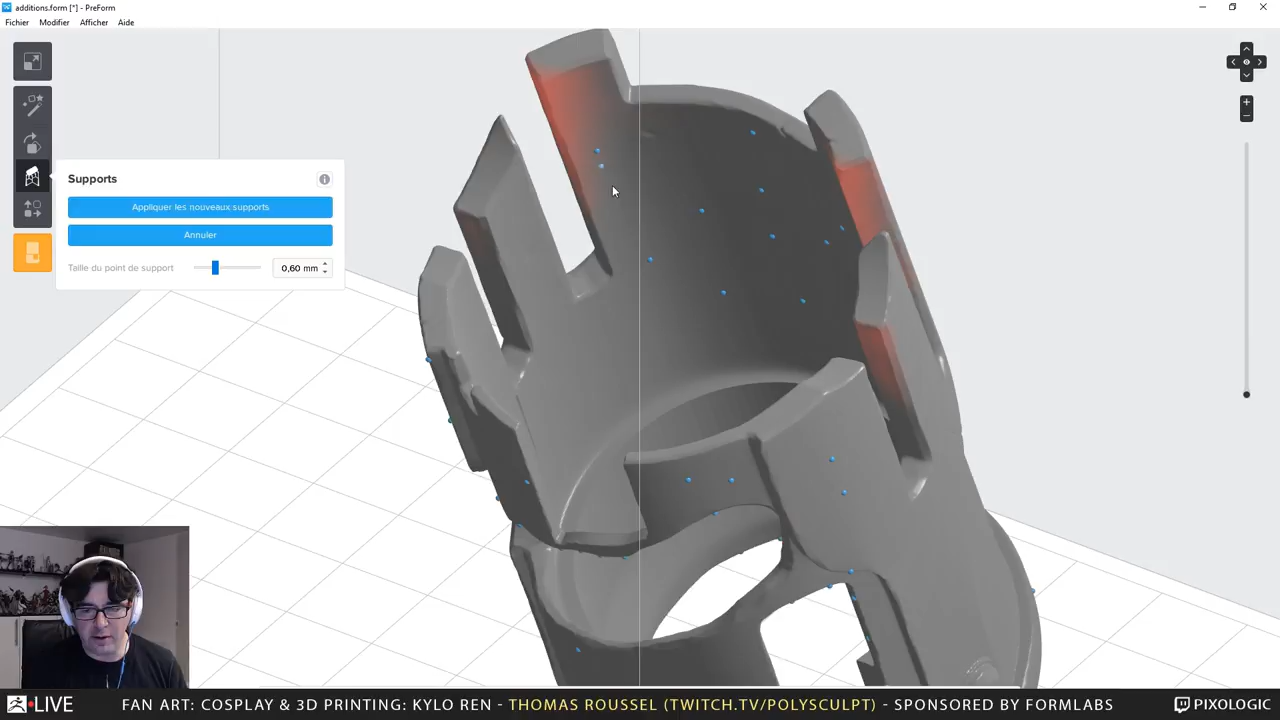 additions.form [*] - PreForm
Fichier Modifier Afficher Aide
Supports
Appliquer les nouveaux supports
Annuler
Taille du point de support 0,60 mm
LIVE FAN ART: COSPLAY & 3D PRINTING: KYLO REN - THOMAS ROUSSEL (TWITCH.TV/POLYSCULPT) - SPONSORED BY FORMLABS PIXOLOGIC